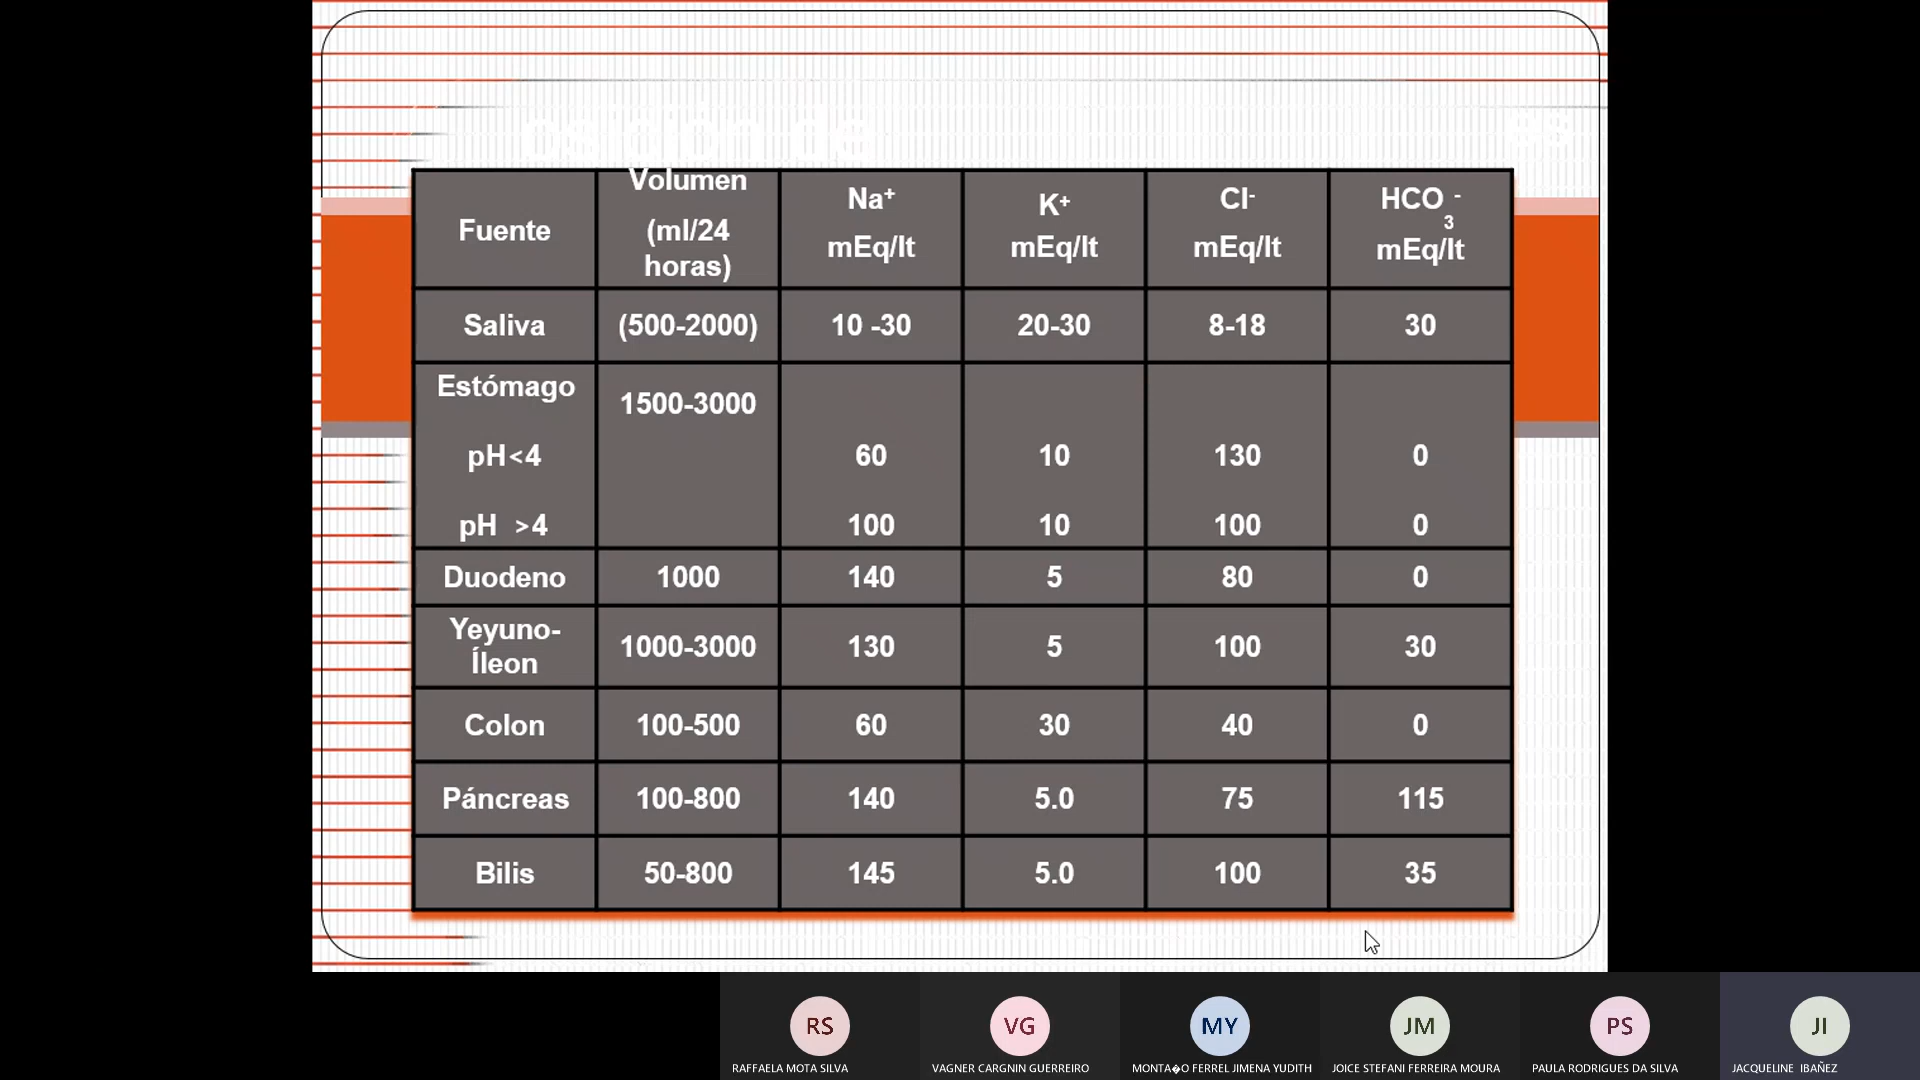 Fuente
Volumen
(ml/24
horas)
Na⁺
mEq/lt
K⁺
mEq/lt
Cl⁻
mEq/lt
HCO₃⁻
mEq/lt
Saliva (500-2000) 10 -30 20-30 8-18 30
Estómago 1500-3000
pH<4 60 10 130 0
pH >4 100 10 100 0
Duodeno 1000 140 5 80 0
Yeyuno-
Íleon 1000-3000 130 5 100 30
Colon 100-500 60 30 40 0
Páncreas 100-800 140 5.0 75 115
Bilis 50-800 145 5.0 100 35
RS VG MY JM PS JI
RAFFAELA MOTA SILVA
VAGNER CARGNIN GUERREIRO
MONTA�O FERREL JIMENA YUDITH
JOICE STEFANI FERREIRA MOURA
PAULA RODRIGUES DA SILVA
JACQUELINE IBAÑEZ